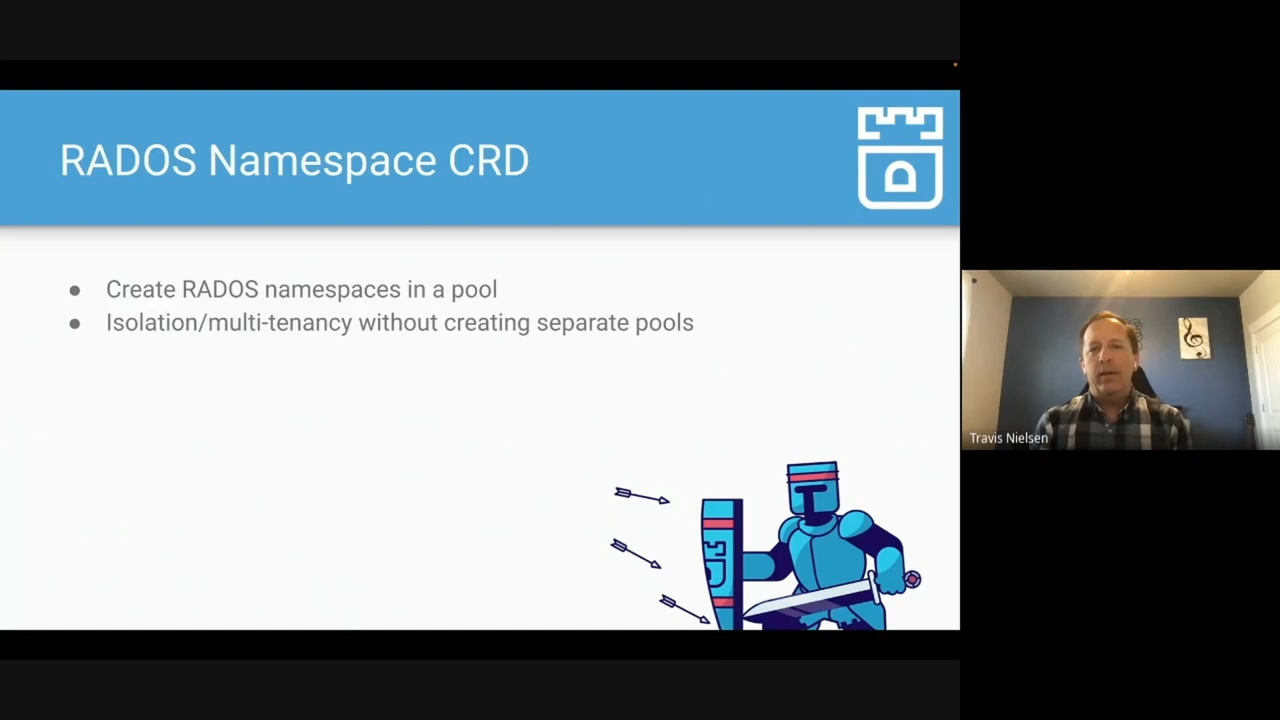 RADOS Namespace CRD
● Create RADOS namespaces in a pool
● Isolation/multi-tenancy without creating separate pools
Travis Nielsen